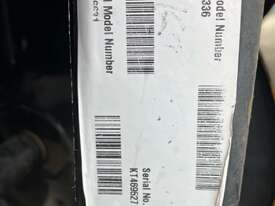 Model Number
336
Model Number
Serial No.
KT469627